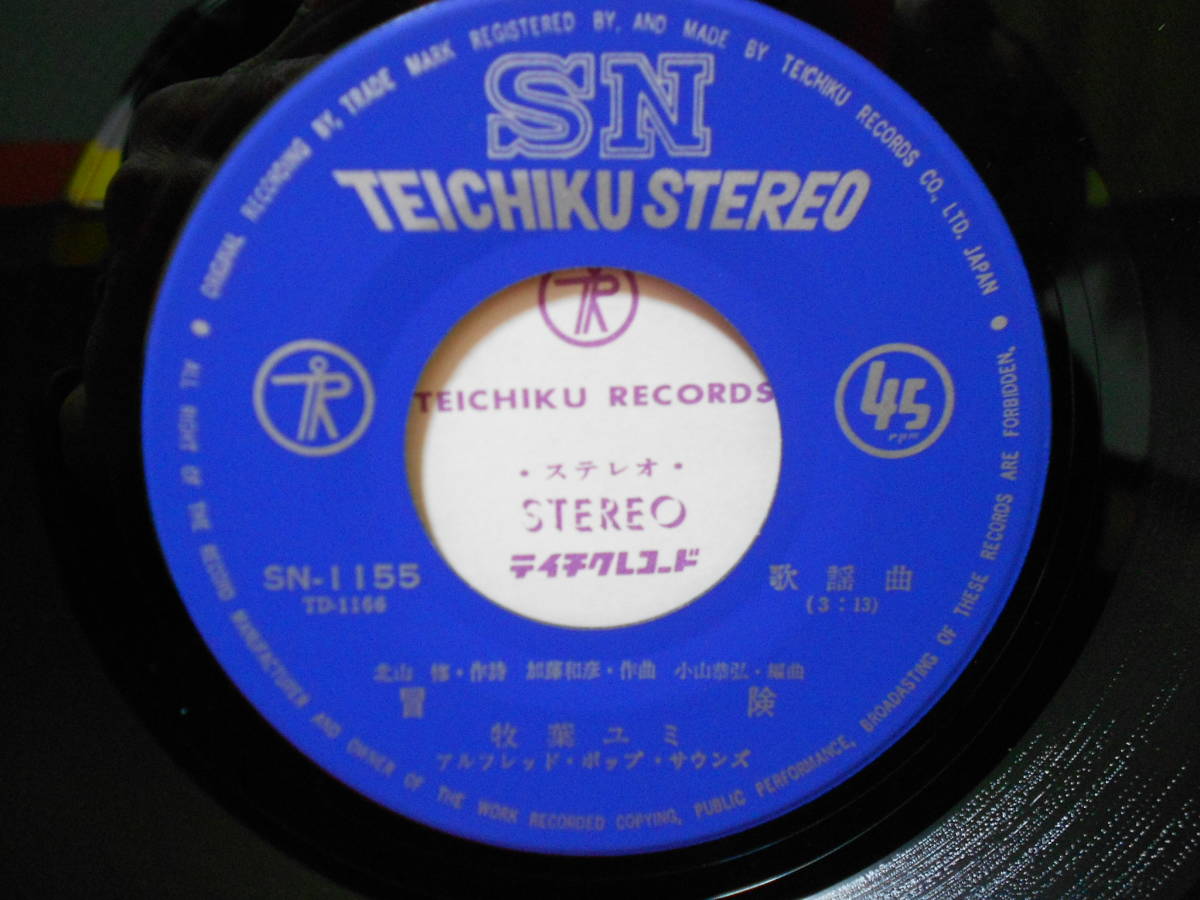 ORIGINAL RECORDING BY, TRADE MARK REGISTERED BY, AND MADE BY TEICHIKU RECORDS CO., LTD. JAPAN
SN
TEICHIKU STEREO
TR
TR
45
rpm
TEICHIKU RECORDS
・ステレオ・
STEREO
テイチクレコード
SN-1155
TD-1166
歌謡曲
(3:13)
北山 修・作詩 加藤和彦・作曲 小山恭弘・編曲
冒険
牧葉ユミ
アルフレッド・ポップ・サウンズ
ALL RIGHT OF THE RECORD MANUFACTURER AND OWNER OF THE WORK RECORDED COPYING, PUBLIC PERFORMANCE, BROADASTING OF THESE RECORDS ARE FORBIDDEN.